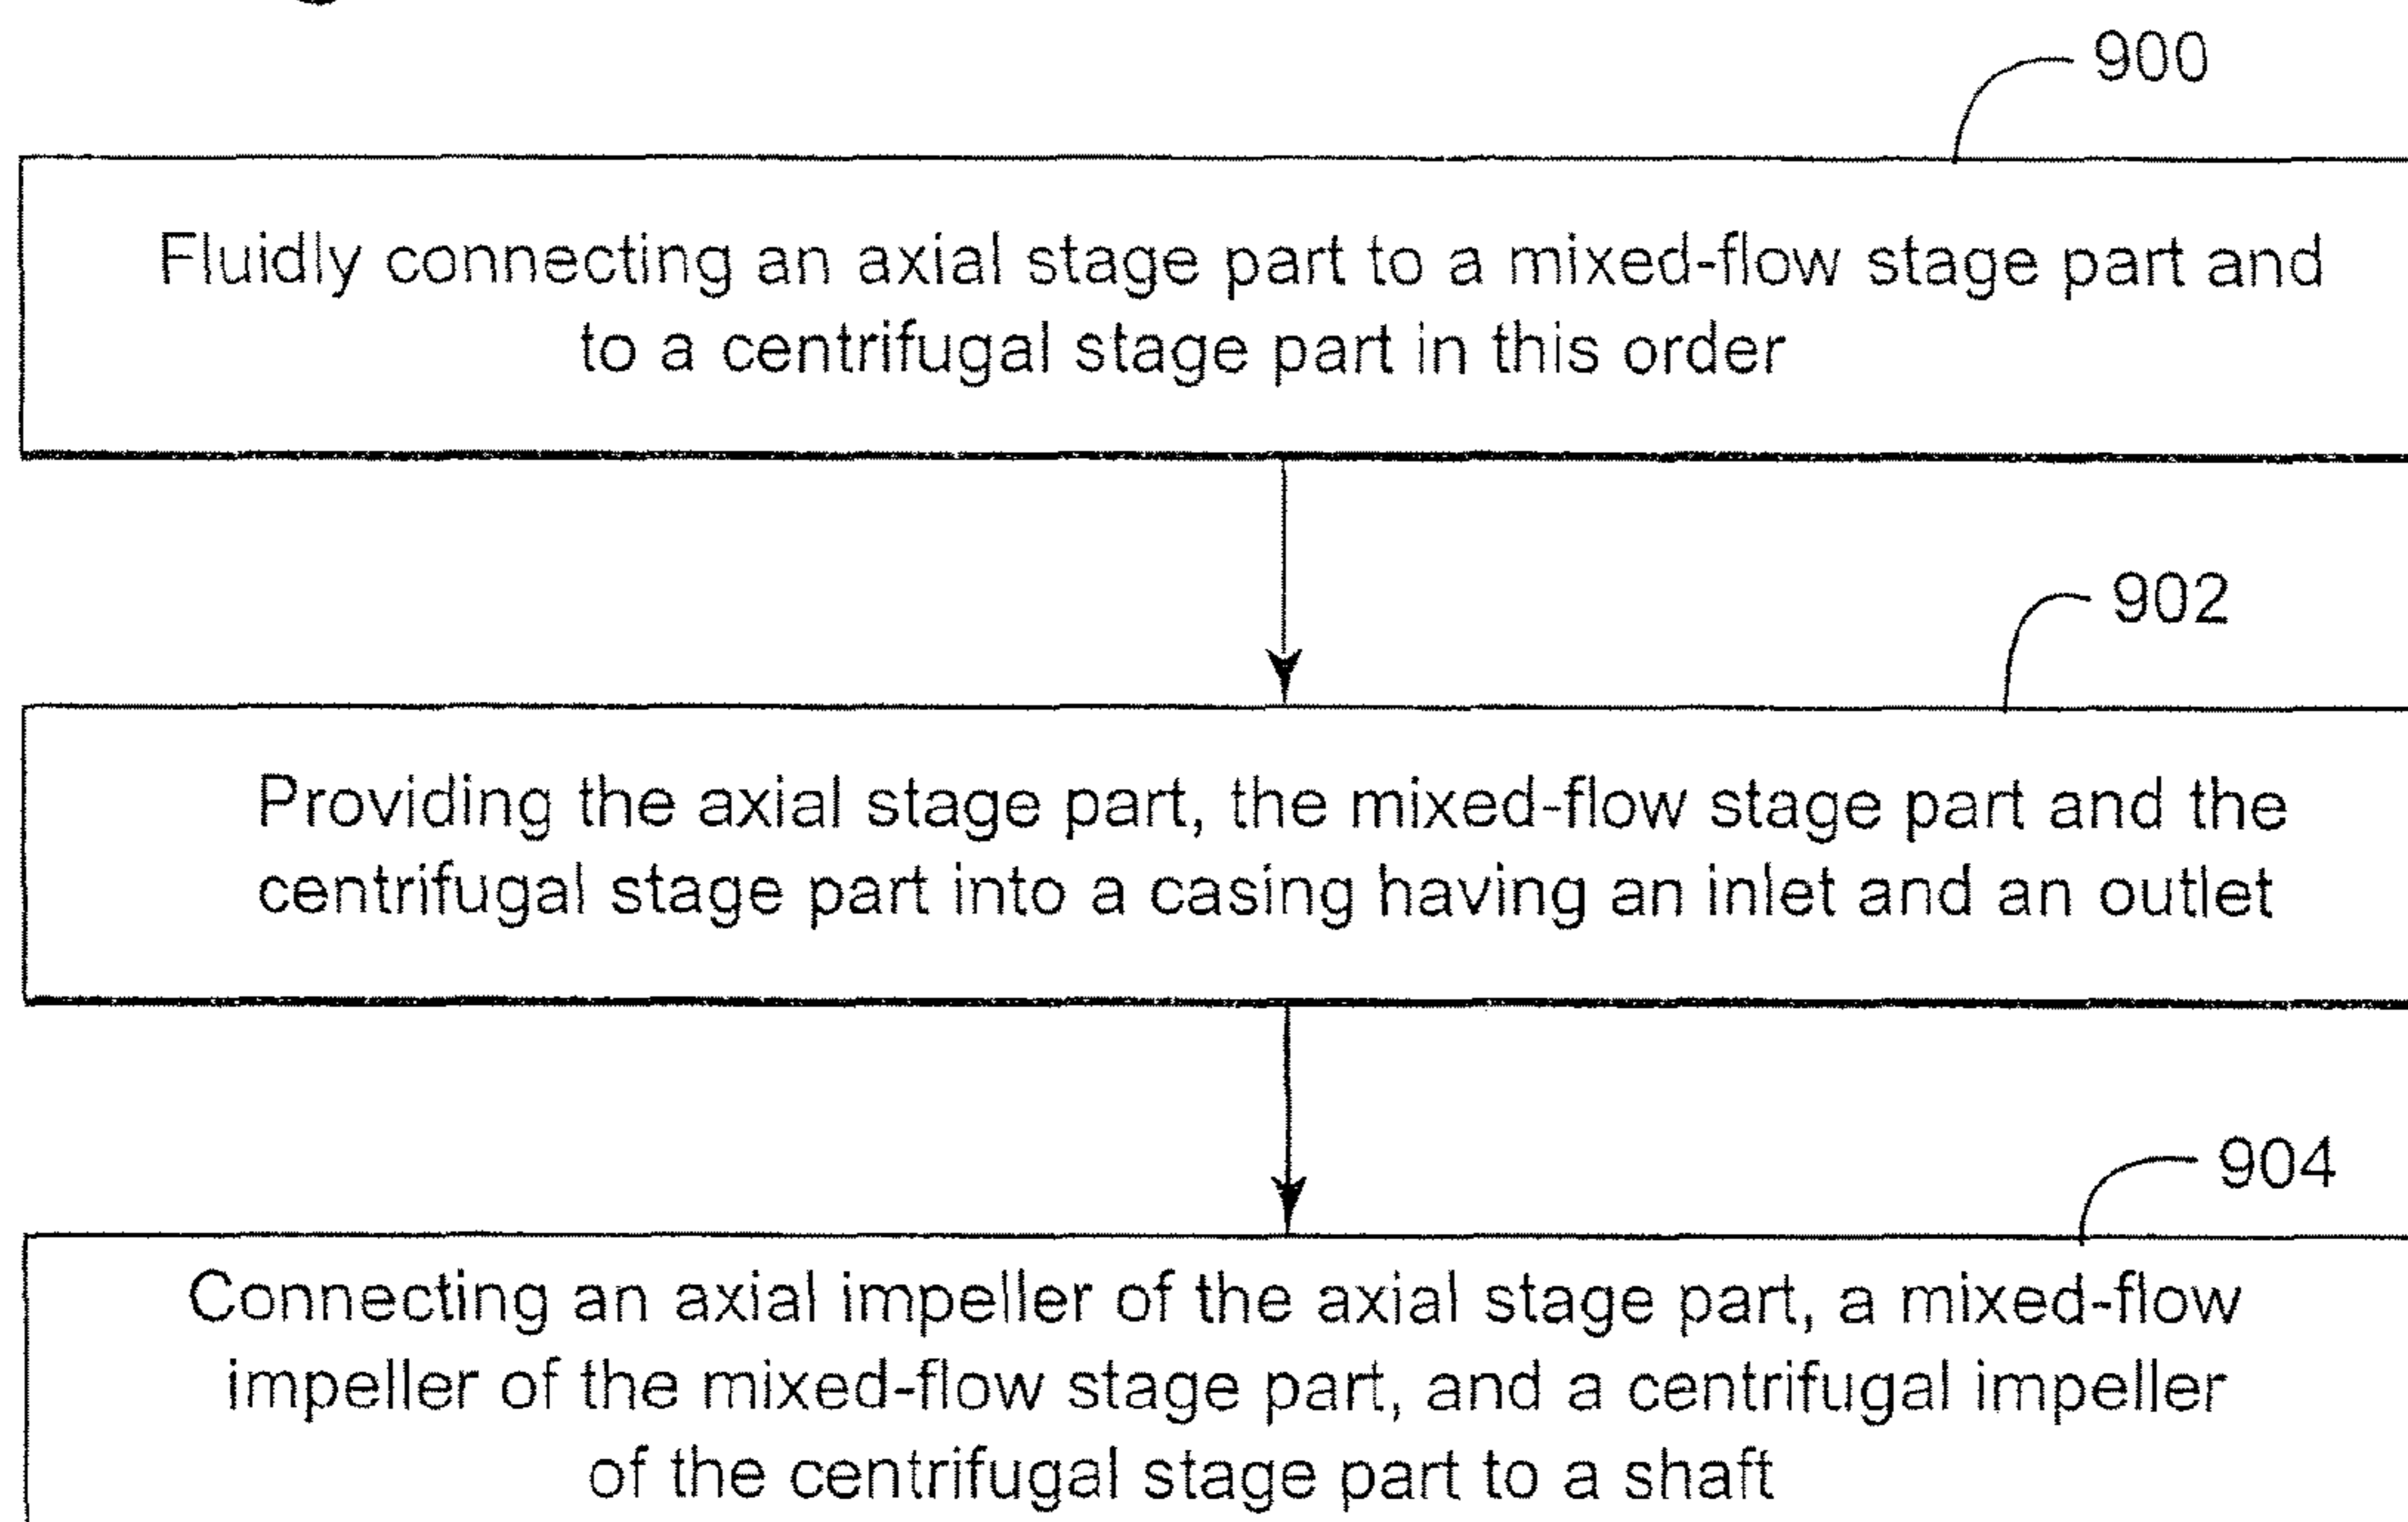 900
Fluidly connecting an axial stage part to a mixed-flow stage part and
to a centrifugal stage part in this order
902
Providing the axial stage part, the mixed-flow stage part and the
centrifugal stage part into a casing having an inlet and an outlet
904
Connecting an axial impeller of the axial stage part, a mixed-flow
impeller of the mixed-flow stage part, and a centrifugal impeller
of the centrifugal stage part to a shaft